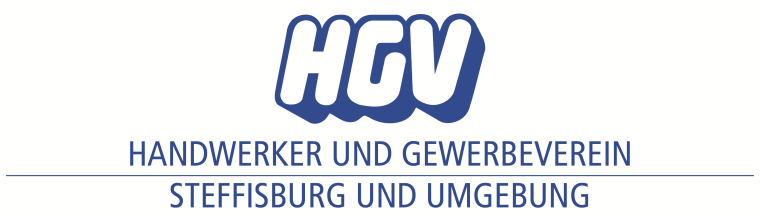 HGV
HANDWERKER UND GEWERBEVEREIN
STEFFISBURG UND UMGEBUNG